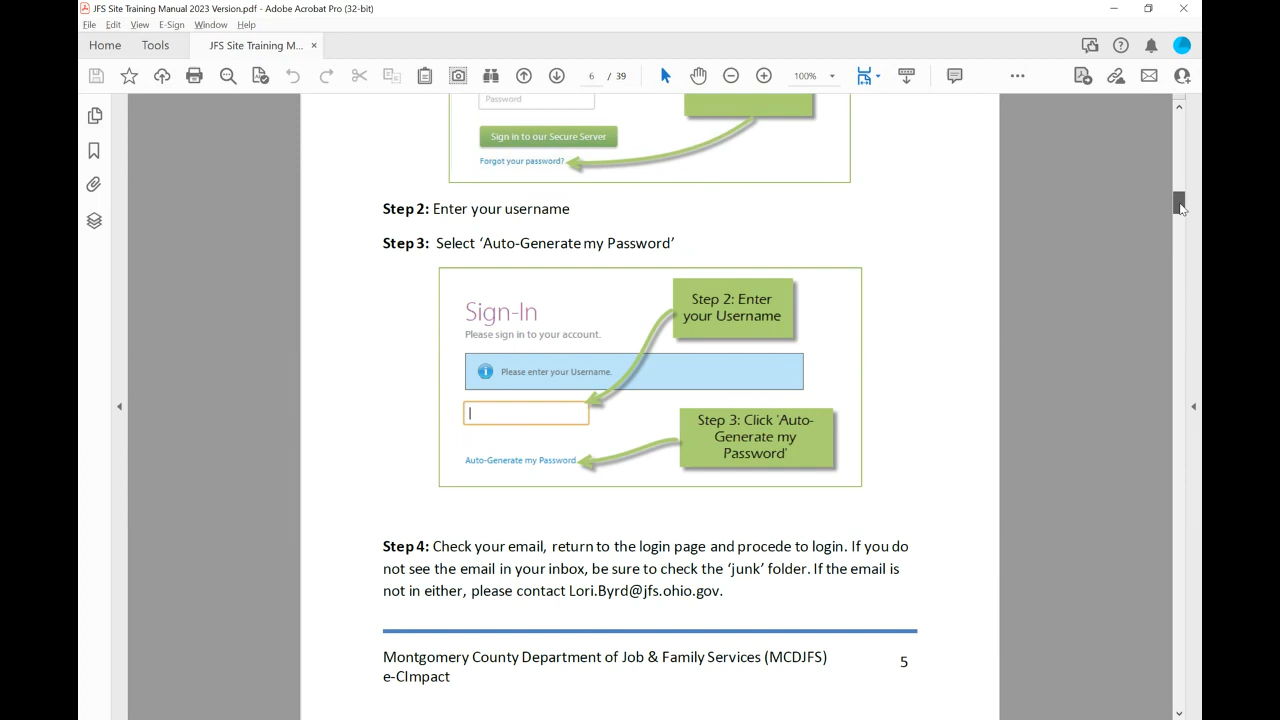 JFS Site Training Manual 2023 Version.pdf - Adobe Acrobat Pro (32-bit)
File Edit View E-Sign Window Help
Home Tools JFS Site Training M... ×
6 / 39 100%
Password
Sign in to our Secure Server
Forgot your password?
Step 2: Enter your username
Step 3: Select ‘Auto-Generate my Password’
Step 2: Enter
your Username
Sign-In
Please sign in to your account.
Please enter your Username.
Step 3: Click 'Auto-
Generate my
Password'
Auto-Generate my Password
Step 4: Check your email, return to the login page and procede to login. If you do
not see the email in your inbox, be sure to check the ‘junk’ folder. If the email is
not in either, please contact Lori.Byrd@jfs.ohio.gov.
Montgomery County Department of Job & Family Services (MCDJFS)
e-CImpact
5